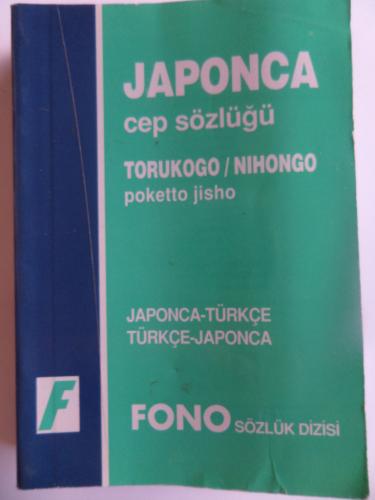 JAPONCA
cep sözlüğü
TORUKOGO / NIHONGO
poketto jisho
JAPONCA-TÜRKÇE
TÜRKÇE-JAPONCA
F
FONO SÖZLÜK DİZİSİ